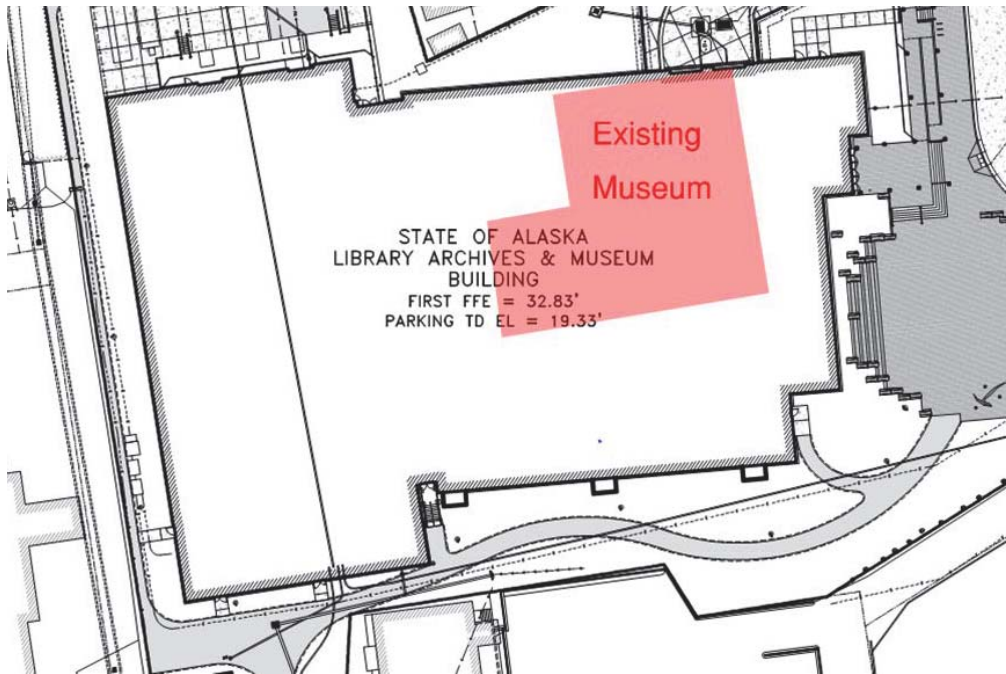 Existing
Museum
STATE OF ALASKA
LIBRARY ARCHIVES & MUSEUM
BUILDING
FIRST FFE = 32.83'
PARKING TD EL = 19.33'